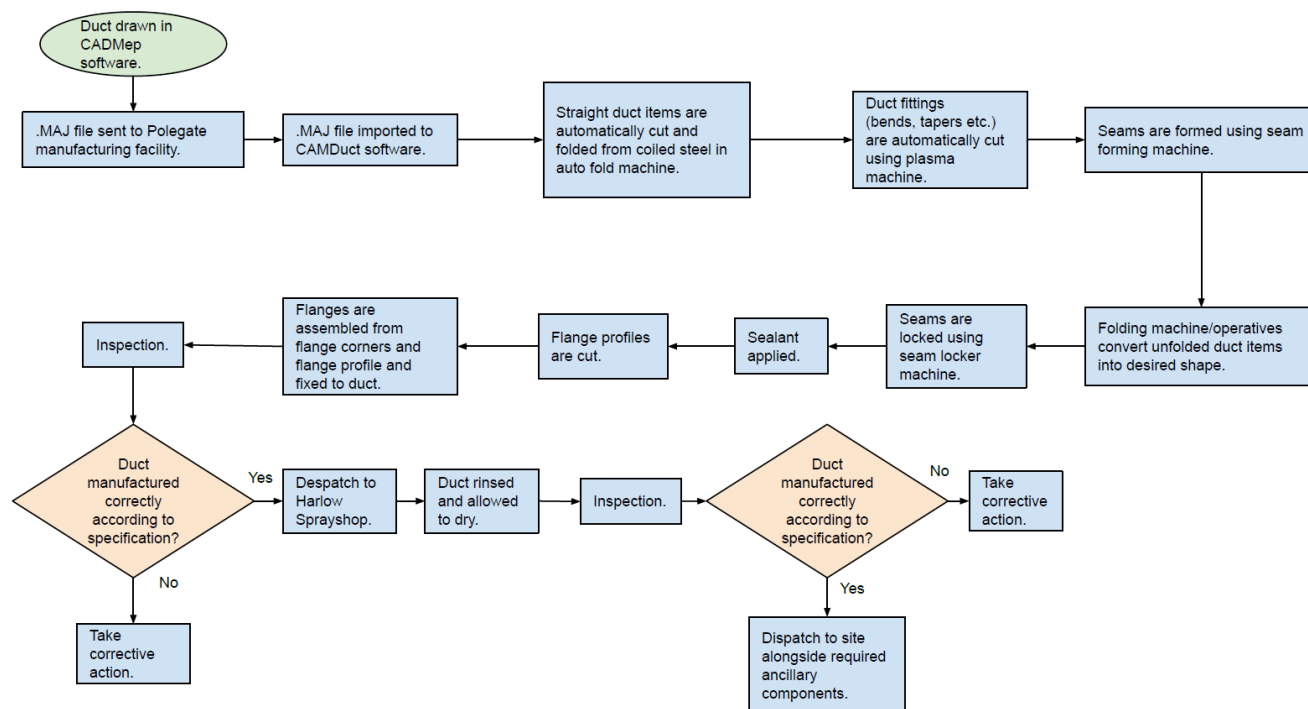 Duct drawn in
CADMep
software.
.MAJ file sent to Polegate
manufacturing facility.
.MAJ file imported to
CAMDuct software.
Straight duct items are
automatically cut and
folded from coiled steel in
auto fold machine.
Duct fittings
(bends, tapers etc.)
are automatically cut
using plasma
machine.
Seams are formed using seam
forming machine.
Folding machine/operatives
convert unfolded duct items
into desired shape.
Seams are
locked using
seam locker
machine.
Sealant
applied.
Flange profiles
are cut.
Flanges are
assembled from
flange corners and
flange profile and
fixed to duct.
Inspection.
Duct
manufactured
correctly
according to
specification?
Yes
No
Take
corrective
action.
Despatch to
Harlow
Sprayshop.
Duct rinsed
and allowed
to dry.
Inspection.
Duct
manufactured
correctly
according to
specification?
No
Take
corrective
action.
Yes
Dispatch to site
alongside required
ancillary
components.